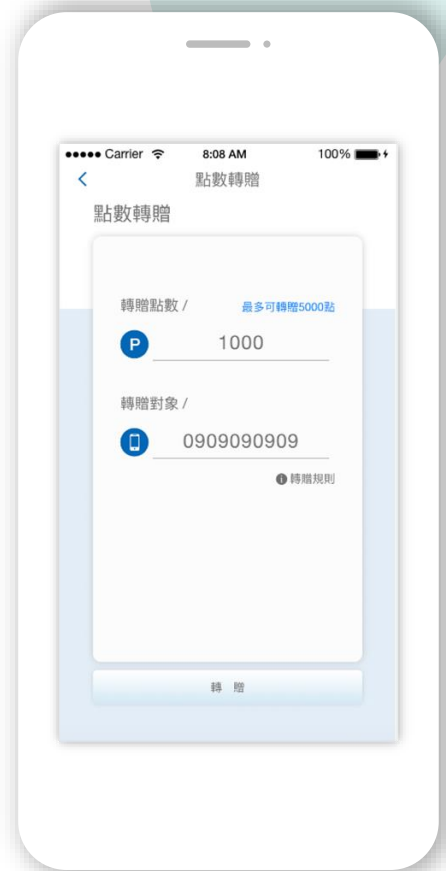 Carrier 8:08 AM 100%
點數轉贈
點數轉贈
轉贈點數 / 最多可轉贈5000點
P 1000
轉贈對象 /
0909090909
i 轉贈規則
轉 贈